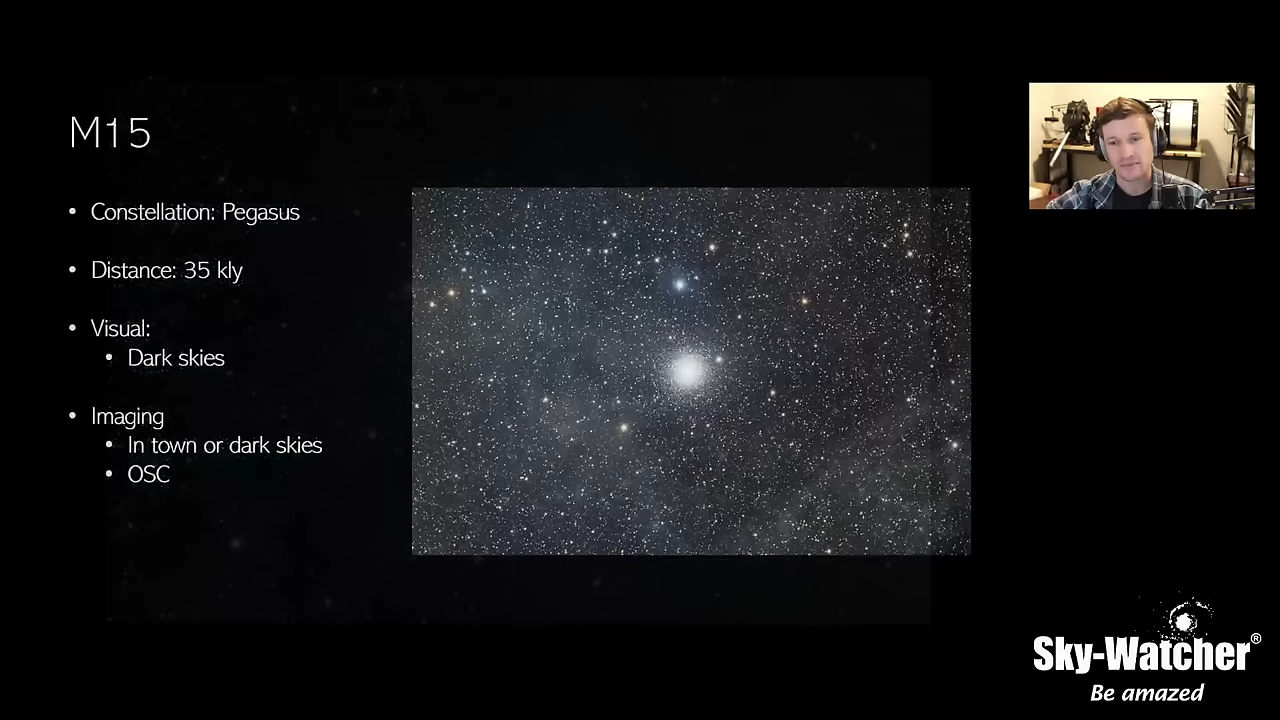 M15
• Constellation: Pegasus
• Distance: 35 kly
• Visual:
• Dark skies
• Imaging
• In town or dark skies
• OSC
Sky-Watcher®
Be amazed